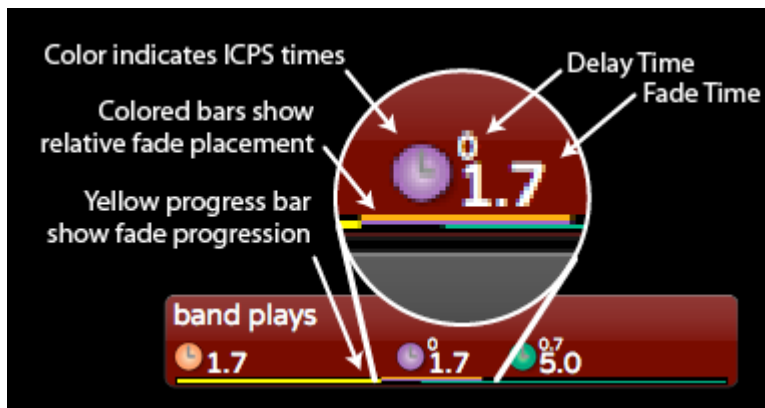 Color indicates ICPS times
Delay Time
Fade Time
Colored bars show
relative fade placement
0
1.7
Yellow progress bar
show fade progression
band plays
1.7
0
1.7
0.7
5.0